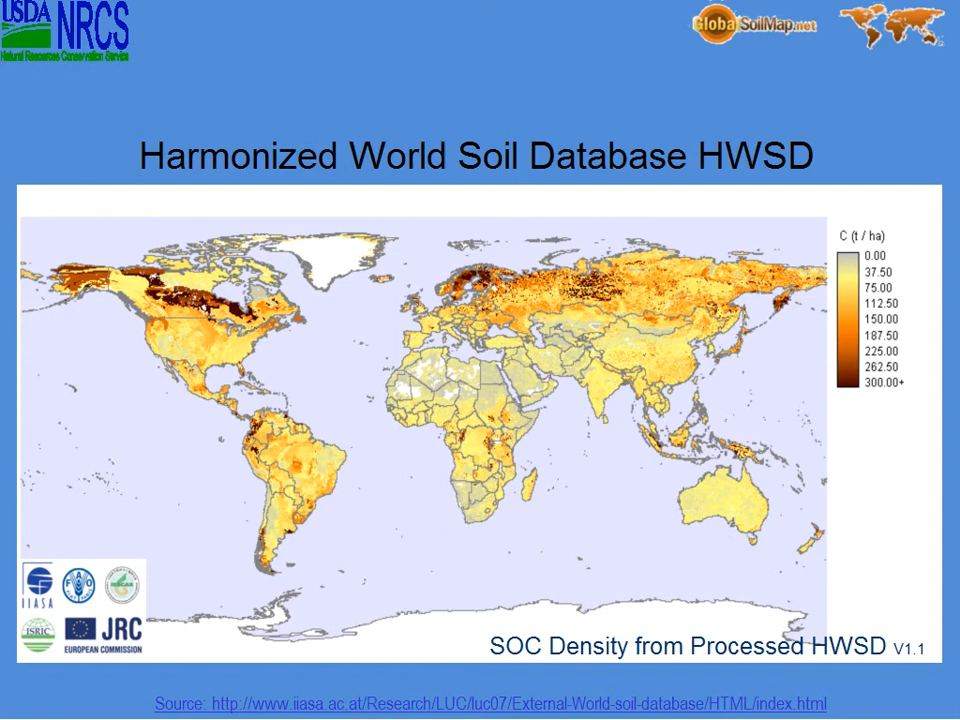 USDA NRCS
Natural Resources Conservation Service
GlobalSoilMap.net
Harmonized World Soil Database HWSD
C (t / ha)
0.00
37.50
75.00
112.50
150.00
187.50
225.00
262.50
300.00+
IIASA
FAO
ISRIC
JRC
EUROPEAN COMMISSION
SOC Density from Processed HWSD V1.1
Source: http://www.iiasa.ac.at/Research/LUC/luc07/External-World-soil-database/HTML/index.html